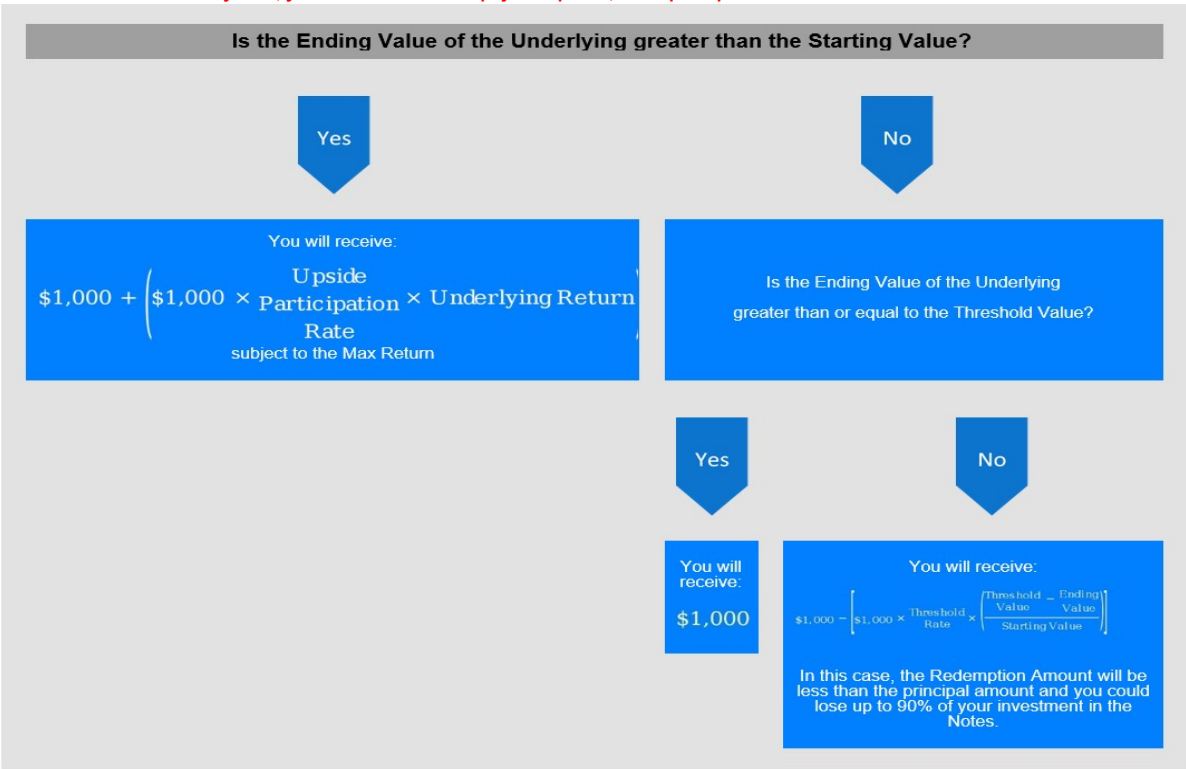 Is the Ending Value of the Underlying greater than the Starting Value?
Yes
No
You will receive:
$1,000 + ($1,000 × Upside Participation Rate × Underlying Return)
subject to the Max Return
Is the Ending Value of the Underlying
greater than or equal to the Threshold Value?
Yes
No
You will
receive:
$1,000
You will receive:
$1,000 − [$1,000 × Threshold Rate × ((Threshold Value − Ending Value) / Starting Value)]
In this case, the Redemption Amount will be
less than the principal amount and you could
lose up to 90% of your investment in the
Notes.